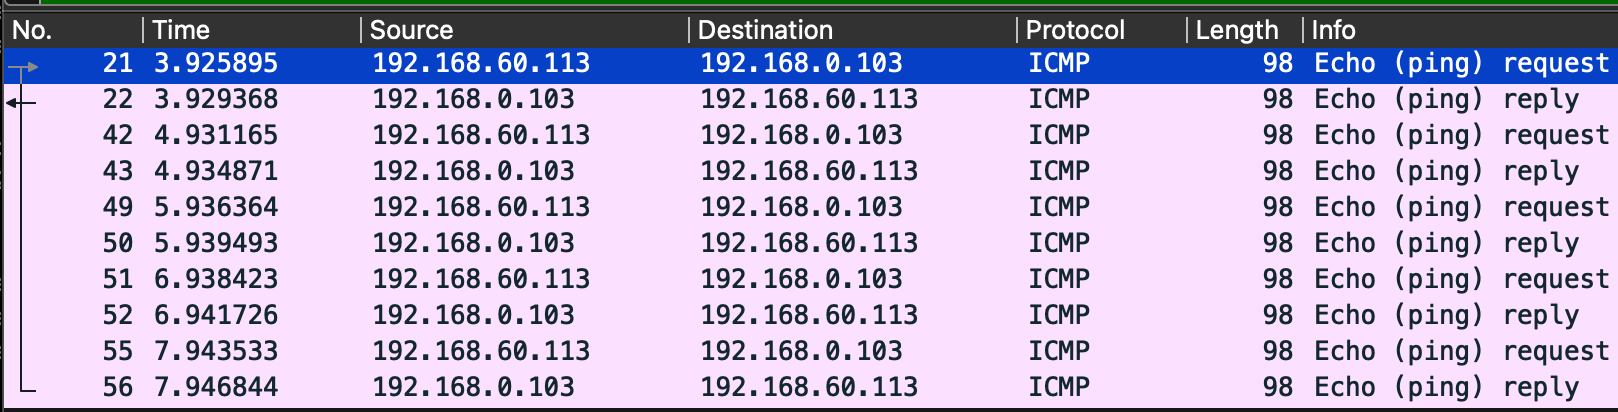 No. Time Source Destination Protocol Length Info
21 3.925895 192.168.60.113 192.168.0.103 ICMP 98 Echo (ping) request
22 3.929368 192.168.0.103 192.168.60.113 ICMP 98 Echo (ping) reply
42 4.931165 192.168.60.113 192.168.0.103 ICMP 98 Echo (ping) request
43 4.934871 192.168.0.103 192.168.60.113 ICMP 98 Echo (ping) reply
49 5.936364 192.168.60.113 192.168.0.103 ICMP 98 Echo (ping) request
50 5.939493 192.168.0.103 192.168.60.113 ICMP 98 Echo (ping) reply
51 6.938423 192.168.60.113 192.168.0.103 ICMP 98 Echo (ping) request
52 6.941726 192.168.0.103 192.168.60.113 ICMP 98 Echo (ping) reply
55 7.943533 192.168.60.113 192.168.0.103 ICMP 98 Echo (ping) request
56 7.946844 192.168.0.103 192.168.60.113 ICMP 98 Echo (ping) reply